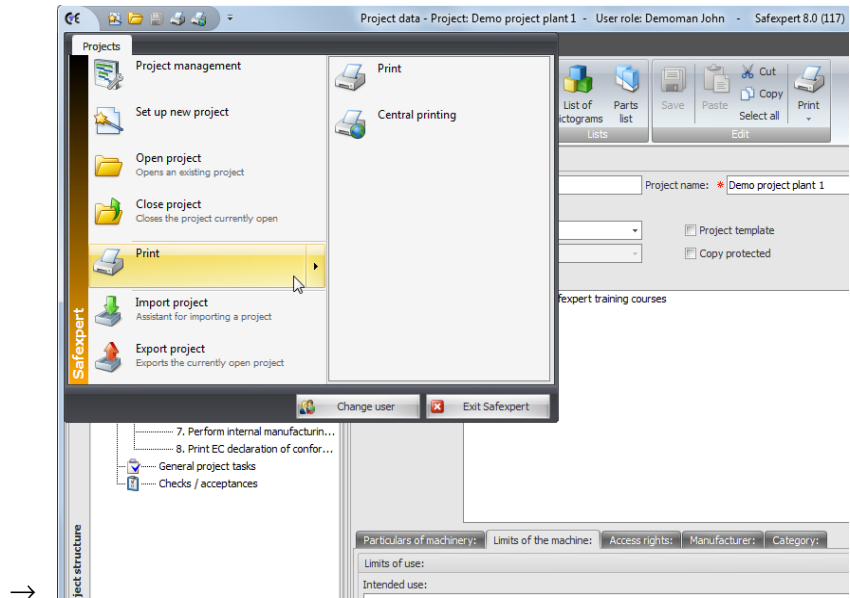 Project data - Project: Demo project plant 1 - User role: Demoman John - Safexpert 8.0 (117)
Projects
Project management
Set up new project
Open project
Opens an existing project
Close project
Closes the project currently open
Print
Import project
Assistant for importing a project
Export project
Exports the currently open project
Safexpert
Print
Central printing
Change user
Exit Safexpert
List of
ictograms
Parts
list
Lists
Save
Paste
Cut
Copy
Select all
Print
Edit
Project name: * Demo project plant 1
Project template
Copy protected
fexpert training courses
7. Perform internal manufacturin...
8. Print EC declaration of confor...
General project tasks
Checks / acceptances
ject structure
Particulars of machinery: Limits of the machine: Access rights: Manufacturer: Category:
Limits of use:
Intended use:
→